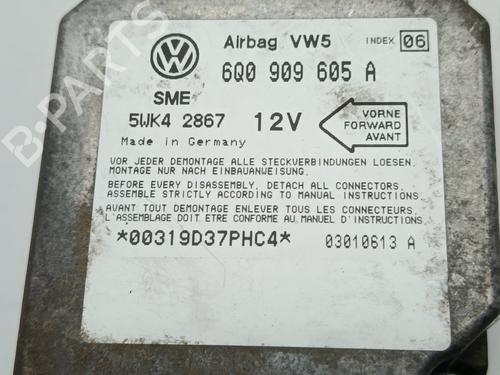 Airbag VW5 INDEX 06
6Q0 909 605 A
SME
5WK4 2867 12V
VORNE
FORWARD
AVANT
Made in Germany
VOR JEDER DEMONTAGE ALLE STECKVERBINDUNGEN LOESEN.
MONTAGE NUR NACH EINBAUANWEISUNG.
BEFORE EVERY DISASSEMBLY, DETACH ALL CONNECTORS.
ASSEMBLE STRICTLY ACCORDING TO MANUAL INSTRUCTIONS
AVANT TOUT DEMONTAGE ENLEVER TOUS LES CONNECTEURS.
L'ASSEMBLAGE DOIT ETRE CONFORME AU MANUEL D'INSTRUCTIONS
*00319D37PHC4* 03010613 A
B-PARTS